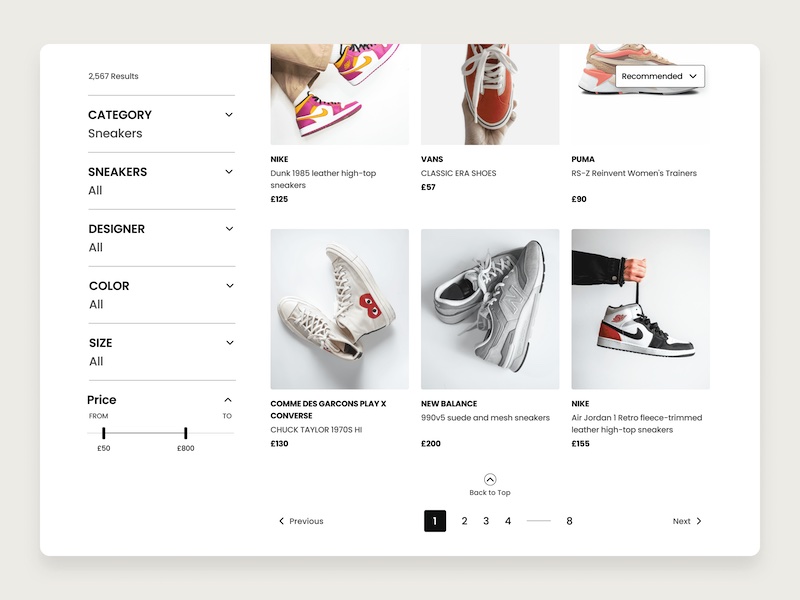 2,567 Results
Recommended
CATEGORY
Sneakers
SNEAKERS
All
DESIGNER
All
COLOR
All
SIZE
All
Price
FROM
TO
£50
£800
NIKE
Dunk 1985 leather high-top
sneakers
£125
VANS
CLASSIC ERA SHOES
£57
PUMA
RS-Z Reinvent Women's Trainers
£90
COMME DES GARCONS PLAY X
CONVERSE
CHUCK TAYLOR 1970S HI
£130
NEW BALANCE
990v5 suede and mesh sneakers
£200
NIKE
Air Jordan 1 Retro fleece-trimmed
leather high-top sneakers
£155
Back to Top
Previous
1 2 3 4 8
Next